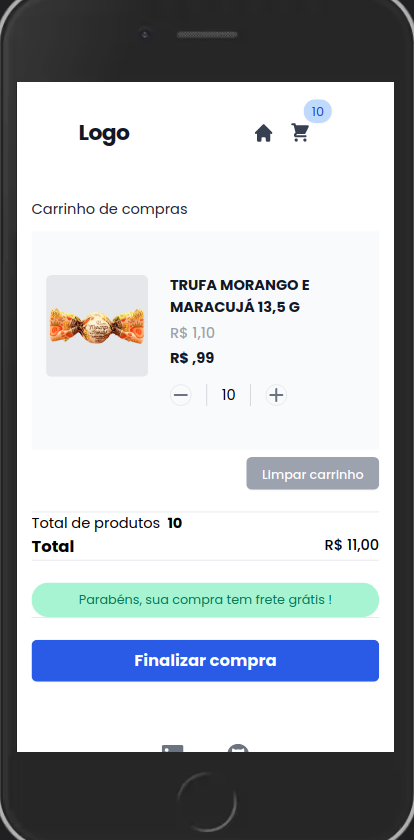 10
Logo
Carrinho de compras
TRUFA MORANGO E
MARACUJÁ 13,5 G
R$ 1,10
R$ ,99
10
Limpar carrinho
Total de produtos 10
Total R$ 11,00
Parabéns, sua compra tem frete grátis !
Finalizar compra